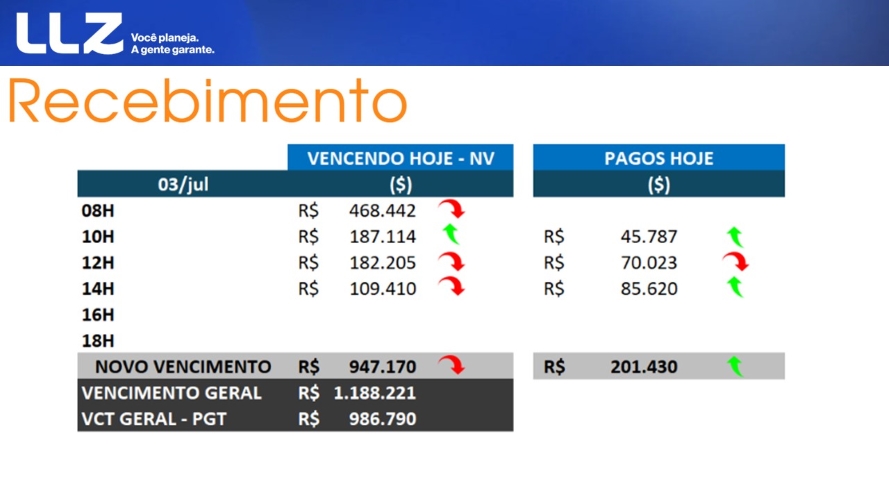 LLZ Você planeja.
A gente garante.
Recebimento
VENCENDO HOJE - NV PAGOS HOJE
03/jul ($) ($)
08H R$ 468.442
10H R$ 187.114 R$ 45.787
12H R$ 182.205 R$ 70.023
14H R$ 109.410 R$ 85.620
16H
18H
NOVO VENCIMENTO R$ 947.170 R$ 201.430
VENCIMENTO GERAL R$ 1.188.221
VCT GERAL - PGT R$ 986.790